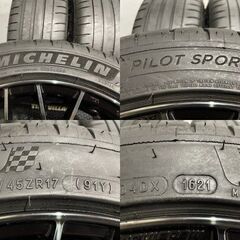 MICHELIN
PILOT SPOR
/45ZR17 (91Y)
4DX 1621